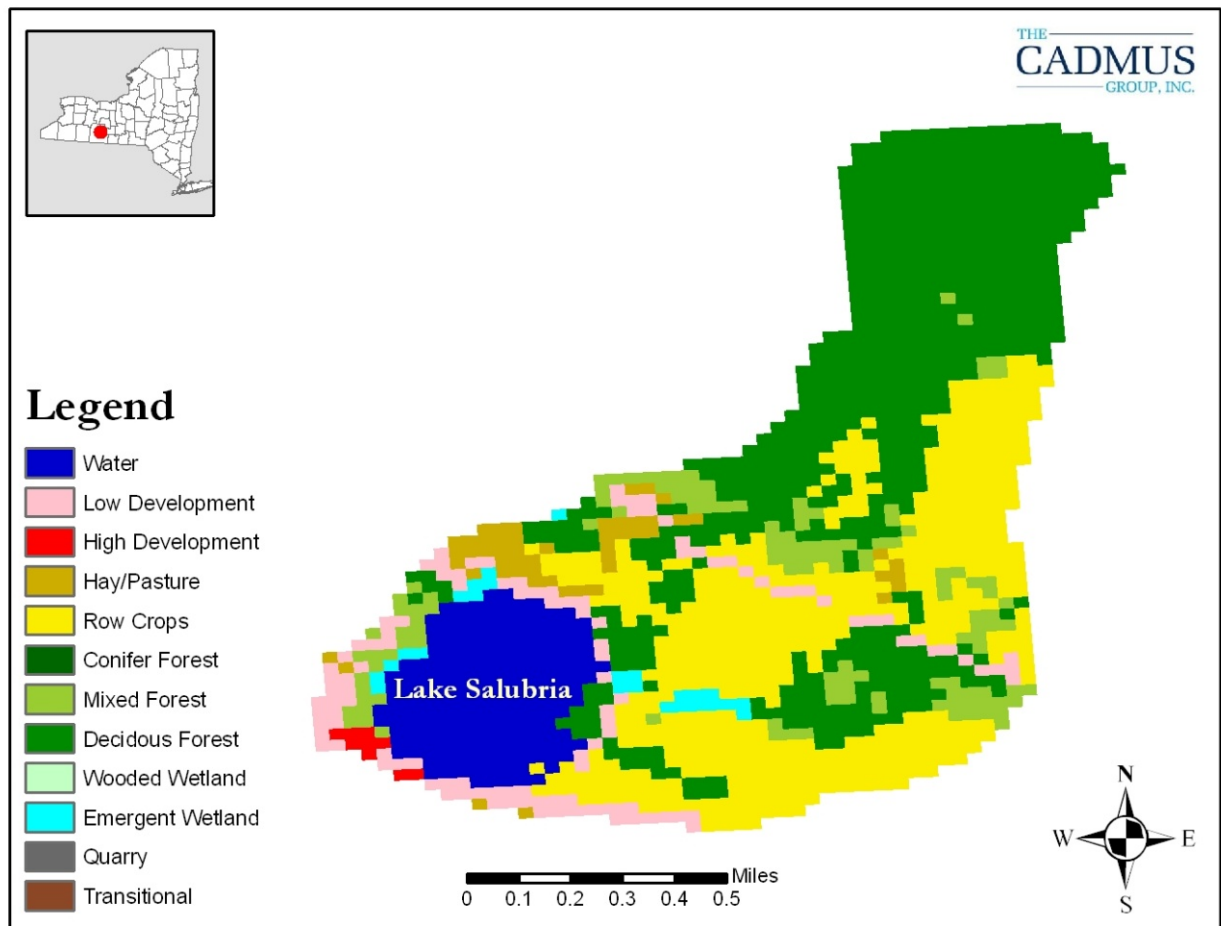 THE
CADMUS
GROUP, INC.
Legend
Water
Low Development
High Development
Hay/Pasture
Row Crops
Conifer Forest
Mixed Forest
Decidous Forest
Wooded Wetland
Emergent Wetland
Quarry
Transitional
Lake Salubria
N
W E
S
Miles
0 0.1 0.2 0.3 0.4 0.5